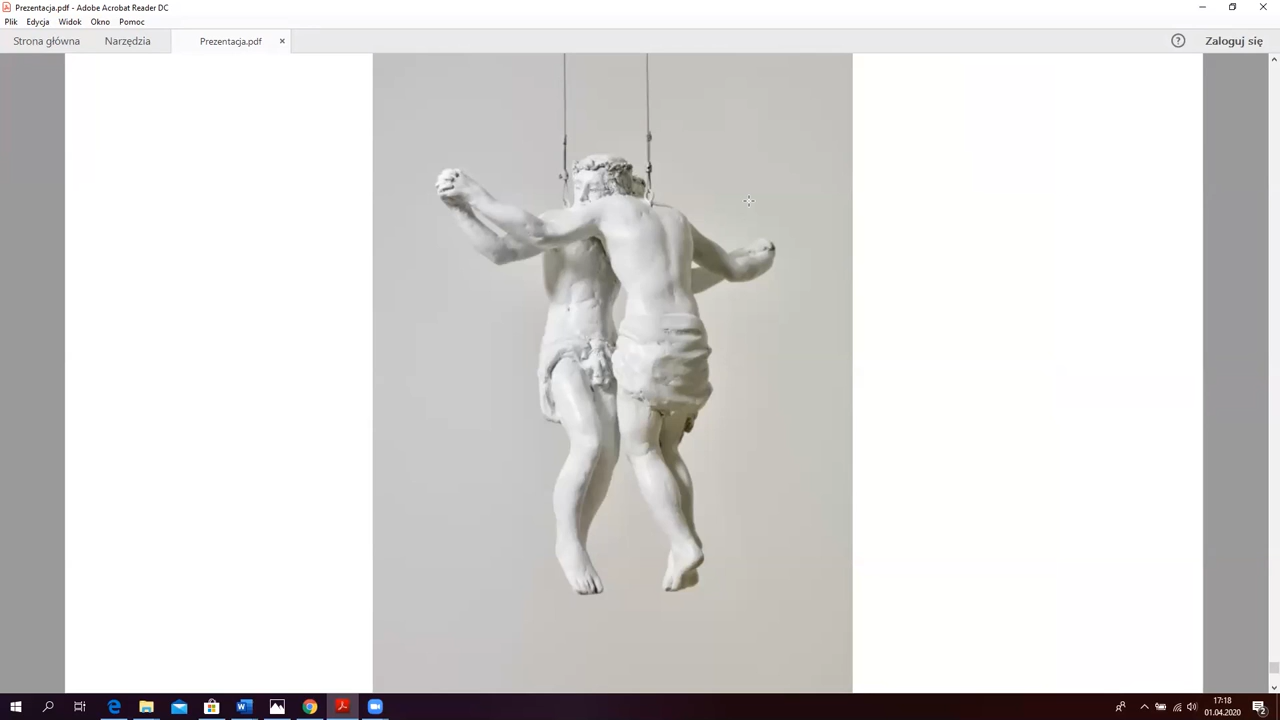 Prezentacja.pdf - Adobe Acrobat Reader DC
Plik Edycja Widok Okno Pomoc
Strona główna Narzędzia Prezentacja.pdf × ? Zaloguj się
17:18
01.04.2020 2